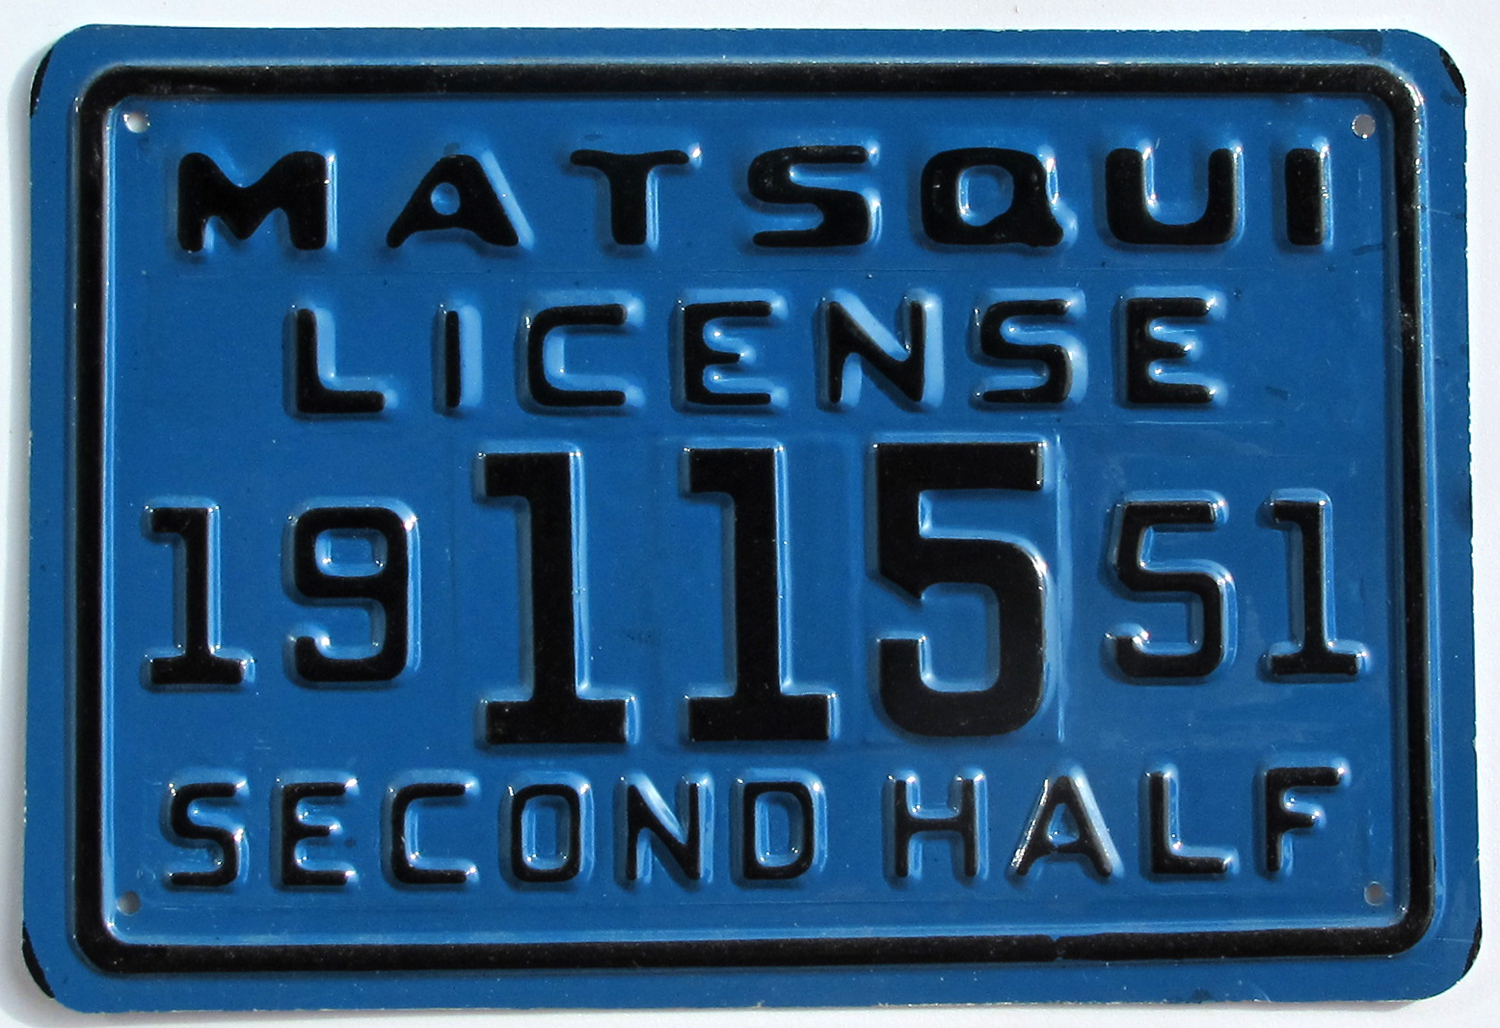 MATSQUI
LICENSE
19 115 51
SECOND HALF